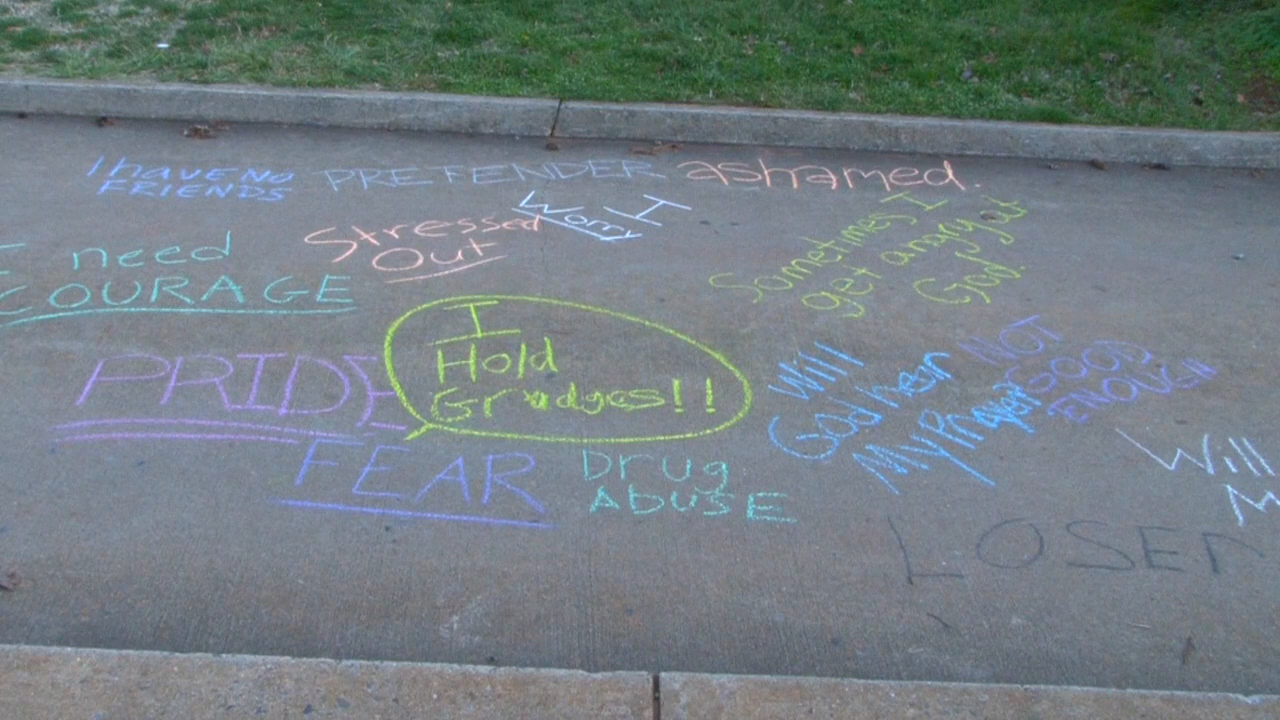 I have NO
FRIENDS
PRETENDER
ashamed.
Stressed
Out
I
Worry
Sometimes I
get angry at
God.
I need
COURAGE
PRIDE
I
Hold
Grudges!!
Will
God hear
My Prayer
NOT
GOOD
ENOUGH
FEAR
Drug
ABUSE
Will
M
LOSEr